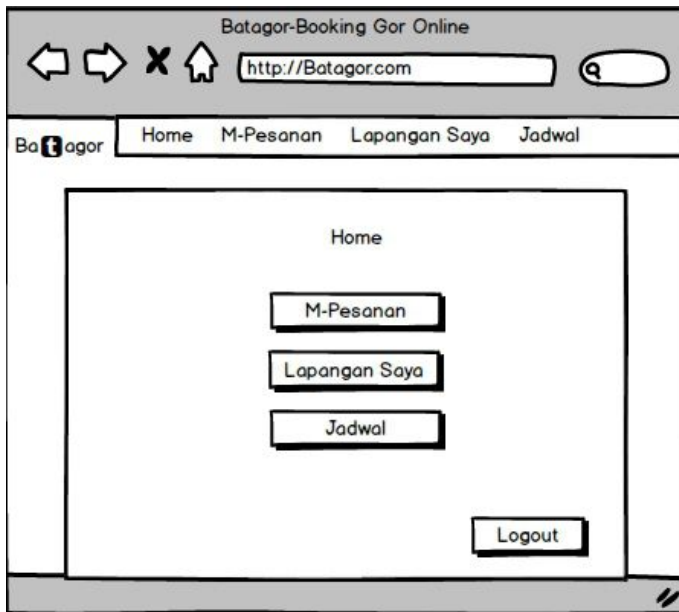 Batagor-Booking Gor Online
http://Batagor.com
Batagor
Home M-Pesanan Lapangan Saya Jadwal
Home
M-Pesanan
Lapangan Saya
Jadwal
Logout